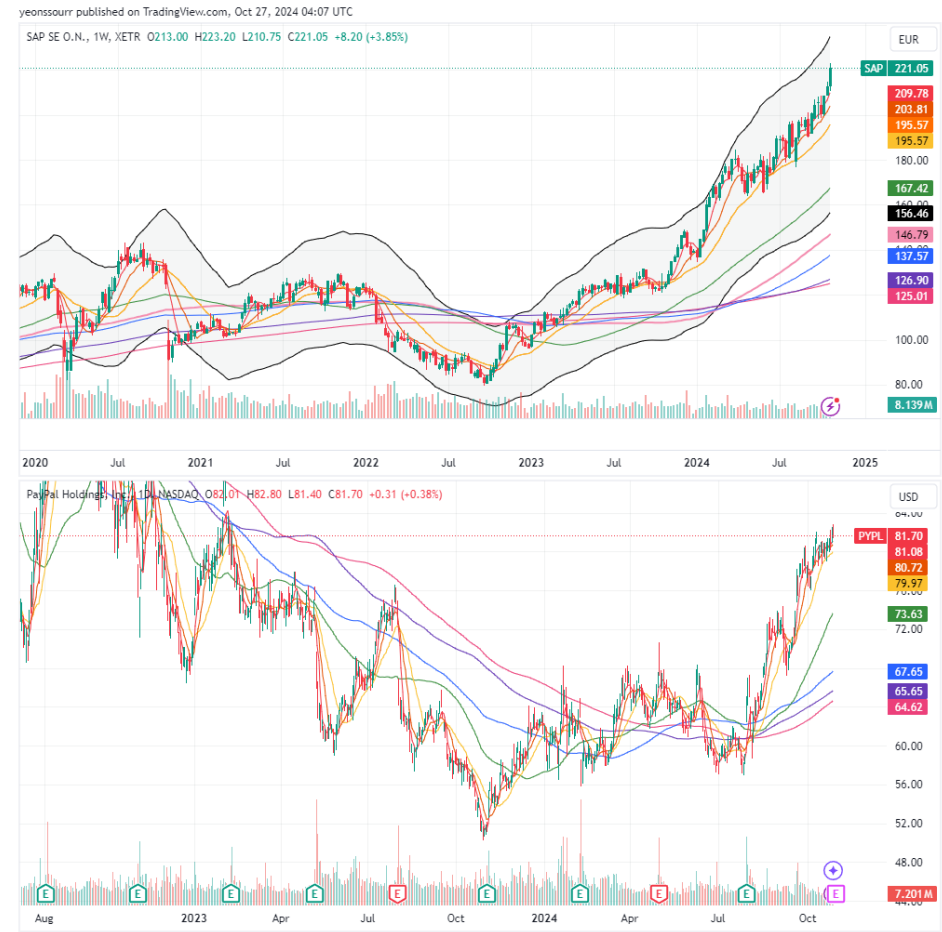 yeonssourr published on TradingView.com, Oct 27, 2024 04:07 UTC
SAP SE O.N., 1W, XETR O213.00 H223.20 L210.75 C221.05 +8.20 (+3.85%)
EUR
SAP 221.05
209.78
203.81
195.57
195.57
180.00
167.42
160.00
156.46
146.79
137.57
126.90
125.01
100.00
80.00
8.139M
2020 Jul 2021 Jul 2022 Jul 2023 Jul 2024 Jul 2025
PayPal Holdings, Inc., 1D, NASDAQ O82.01 H82.80 L81.40 C81.70 +0.31 (+0.38%)
USD
84.00
PYPL 81.70
81.08
80.72
79.97
73.63
72.00
67.65
65.65
64.62
60.00
56.00
52.00
48.00
E E E E E E E E E E
7.201M
44.00
Aug 2023 Apr Jul Oct 2024 Apr Jul Oct